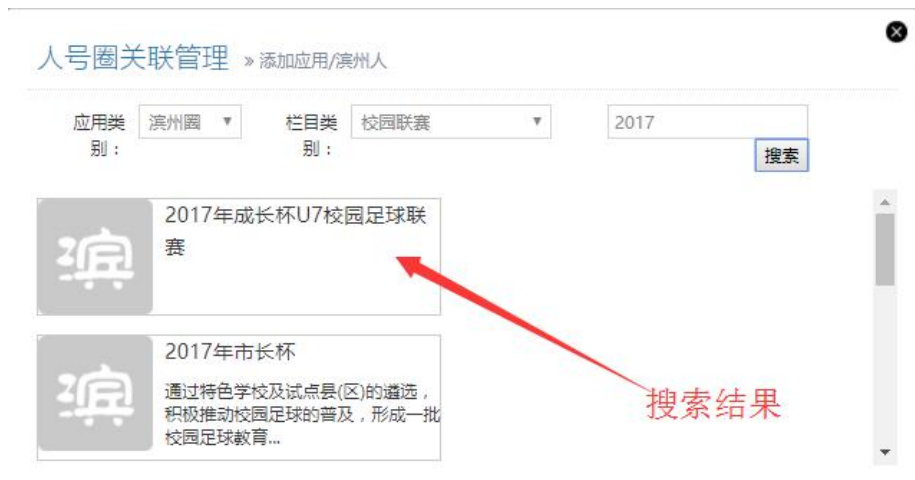 人号圈关联管理 » 添加应用/滨州人
应用类别： 滨州圈 ▼ 栏目类别： 校园联赛 ▼ 2017
搜索
2017年成长杯U7校园足球联
赛
滨
2017年市长杯
滨
通过特色学校及试点县(区)的遴选，
积极推动校园足球的普及，形成一批
校园足球教育...
搜索结果